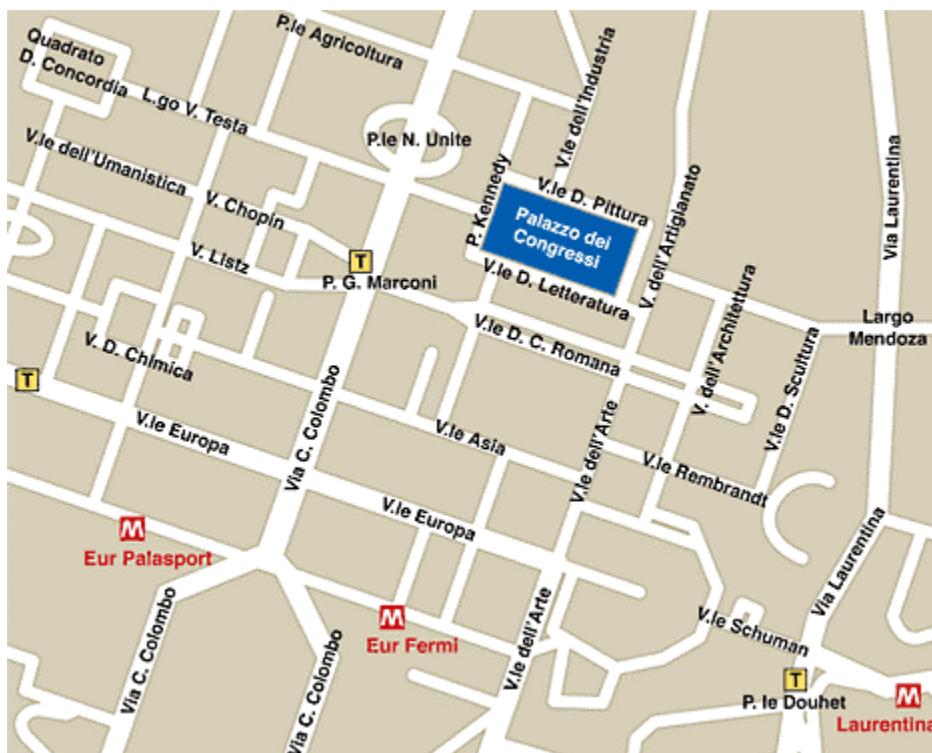 P.le Agricoltura
Quadrato
D. Concordia
L.go V. Testa
V.le dell'Industria
P.le N. Unite
V.le dell'Umanistica
P. Kennedy
V.le D. Pittura
V. dell'Artigianato
Via Laurentina
V. Chopin
Palazzo dei
Congressi
V. Listz
T
P. G. Marconi
V.le D. Letteratura
V. dell'Architettura
Largo
Mendoza
V.le D. C. Romana
V. D. Chimica
T
V.le D. Scultura
Via C. Colombo
V.le Europa
V.le Asia
V.le dell'Arte
V.le Rembrandt
V.le Europa
M
Eur Palasport
Via Laurentina
Via C. Colombo
M
Eur Fermi
Via C. Colombo
V.le dell'Arte
V.le Schuman
T
P. le Douhet
M
Laurentina